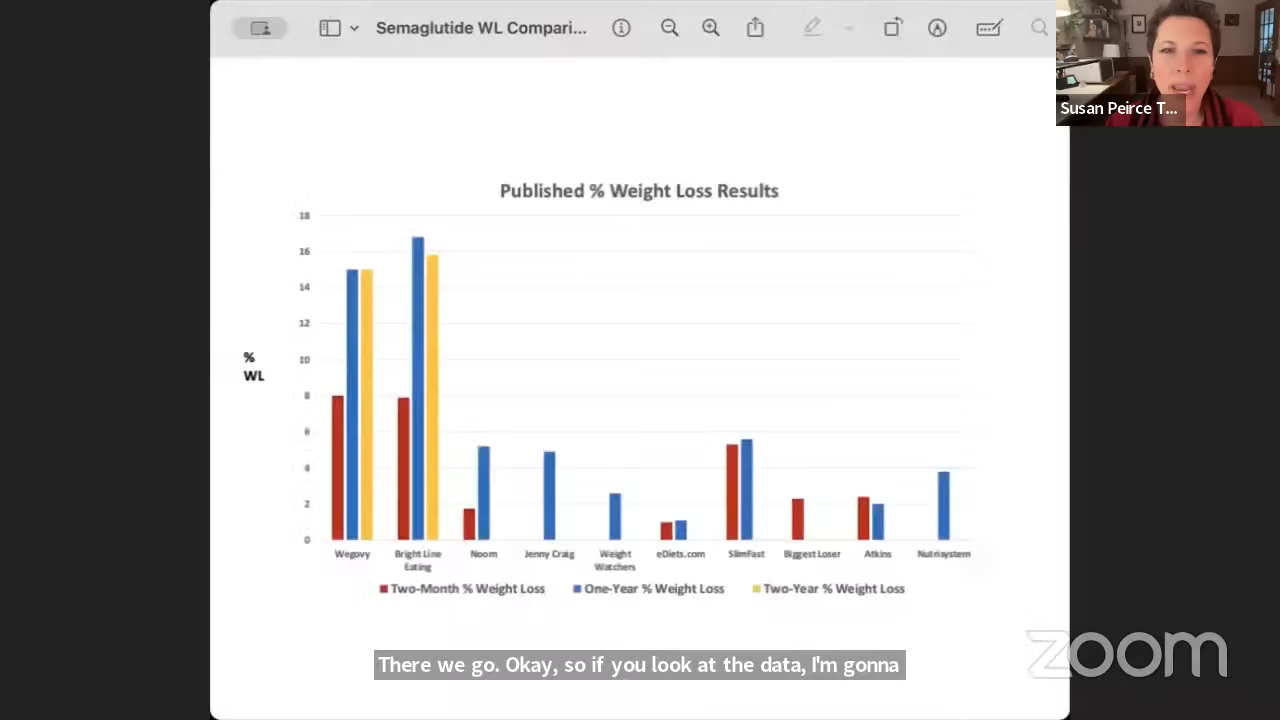 Semaglutide WL Compari...
Susan Peirce T...
Published % Weight Loss Results
18
16
14
12
10
8
6
4
2
0
%
WL
Wegovy
Bright Line
Eating
Noom
Jenny Craig
Weight
Watchers
eDiets.com
SlimFast
Biggest Loser
Atkins
Nutrisystem
Two-Month % Weight Loss
One-Year % Weight Loss
Two-Year % Weight Loss
There we go. Okay, so if you look at the data, I'm gonna
zoom